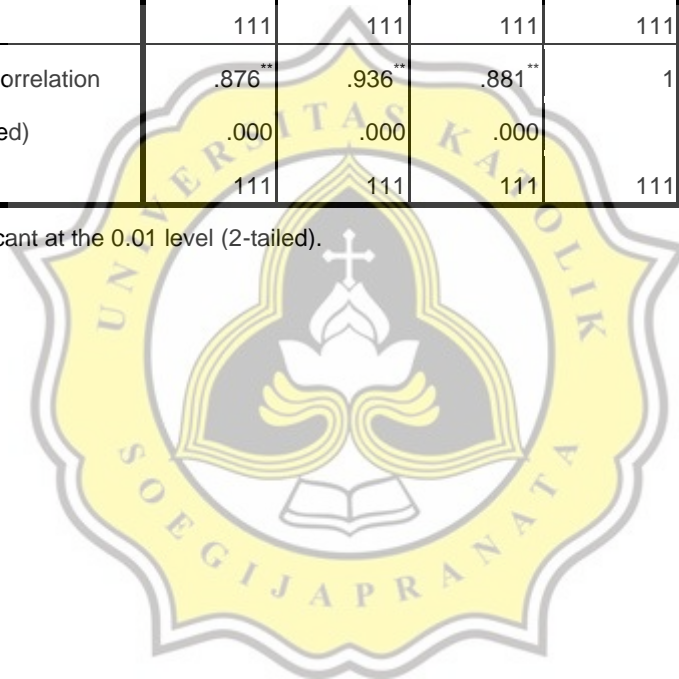 111 111 111 111
orrelation .876** .936** .881** 1
ed) .000 .000 .000
111 111 111 111
cant at the 0.01 level (2-tailed).
UNIVERSITAS KATOLIK
SOEGIJAPRANATA